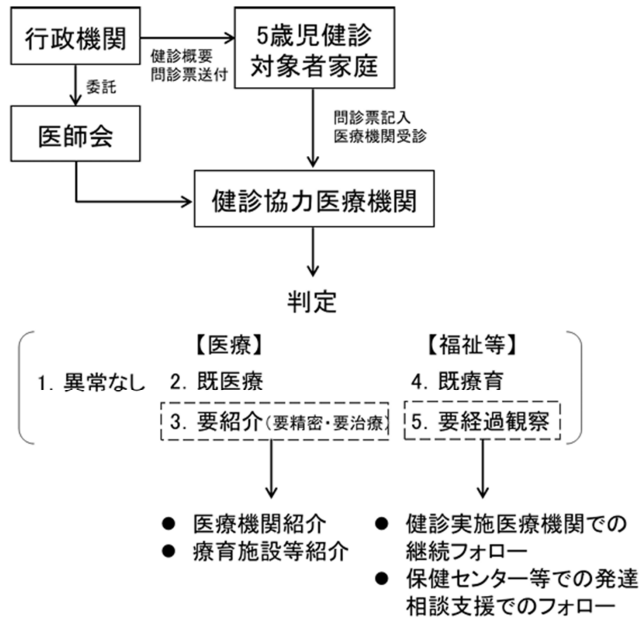 行政機関
健診概要
問診票送付
5歳児健診
対象者家庭
委託
医師会
問診票記入
医療機関受診
健診協力医療機関
判定
【医療】
【福祉等】
1. 異常なし
2. 既医療
4. 既療育
3. 要紹介(要精密・要治療)
5. 要経過観察
● 医療機関紹介
● 療育施設等紹介
● 健診実施医療機関での
継続フォロー
● 保健センター等での発達
相談支援でのフォロー